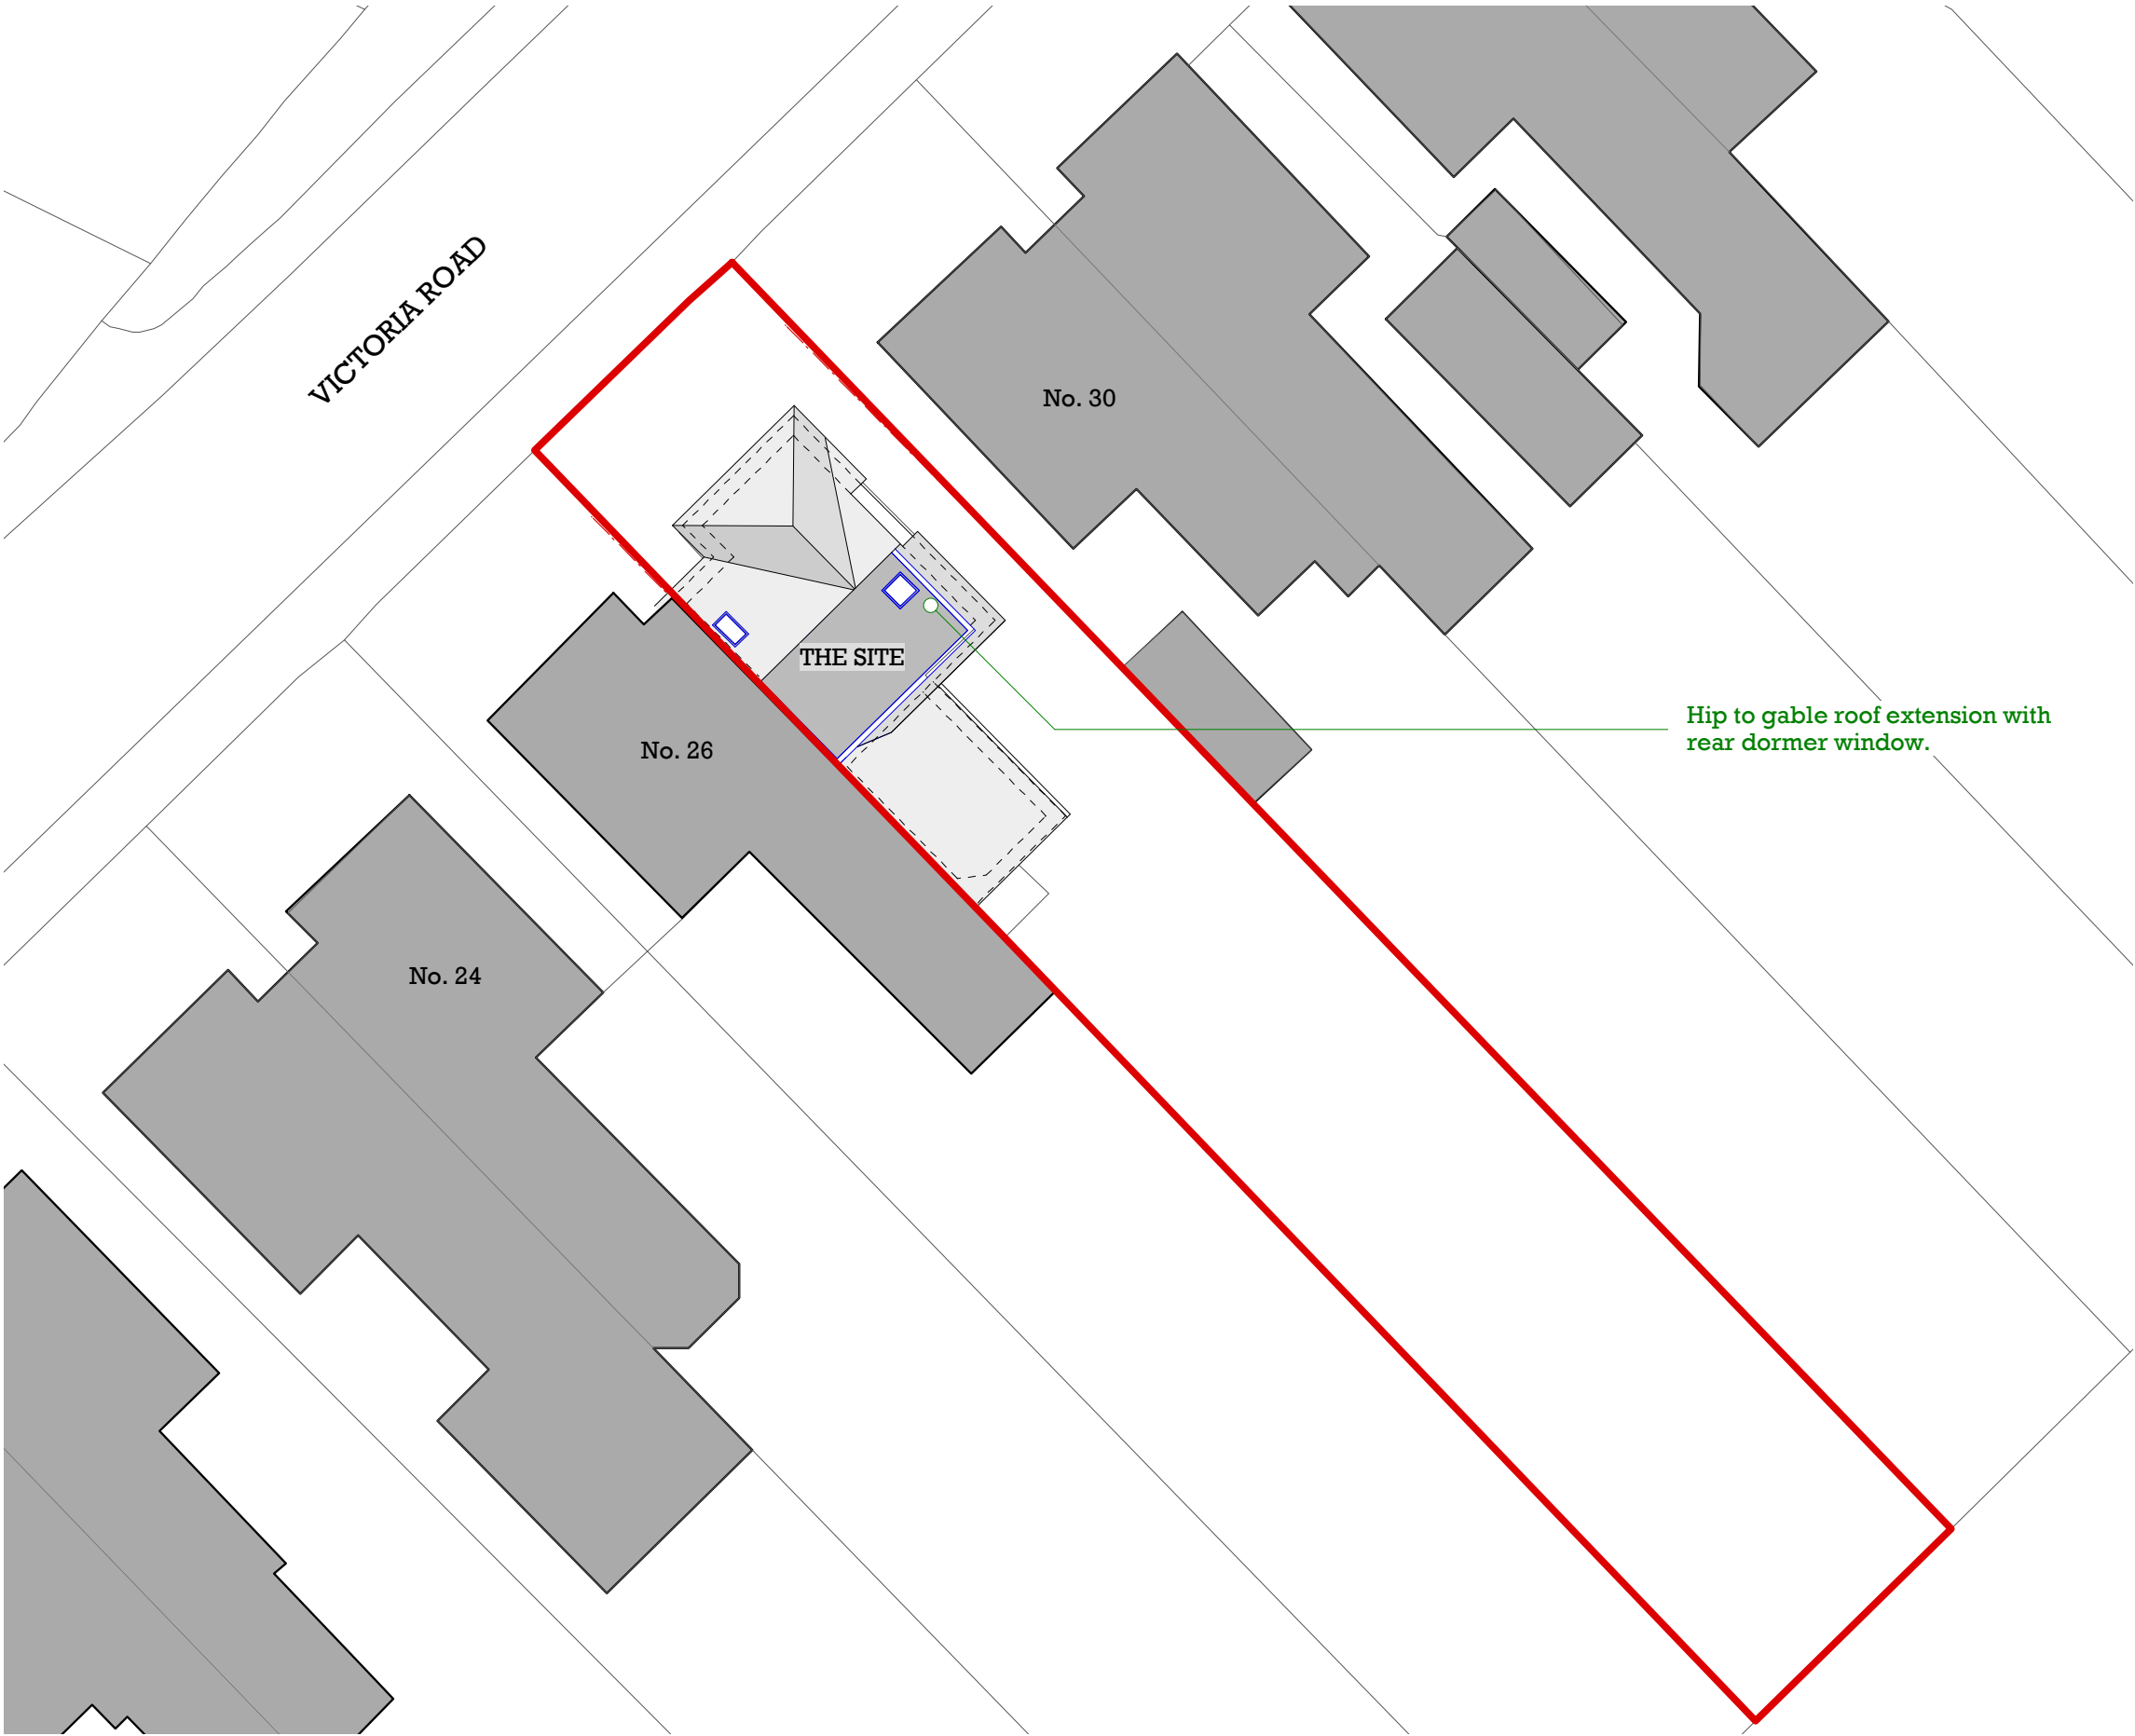 VICTORIA ROAD
No. 30
THE SITE
Hip to gable roof extension with
rear dormer window.
No. 26
No. 24